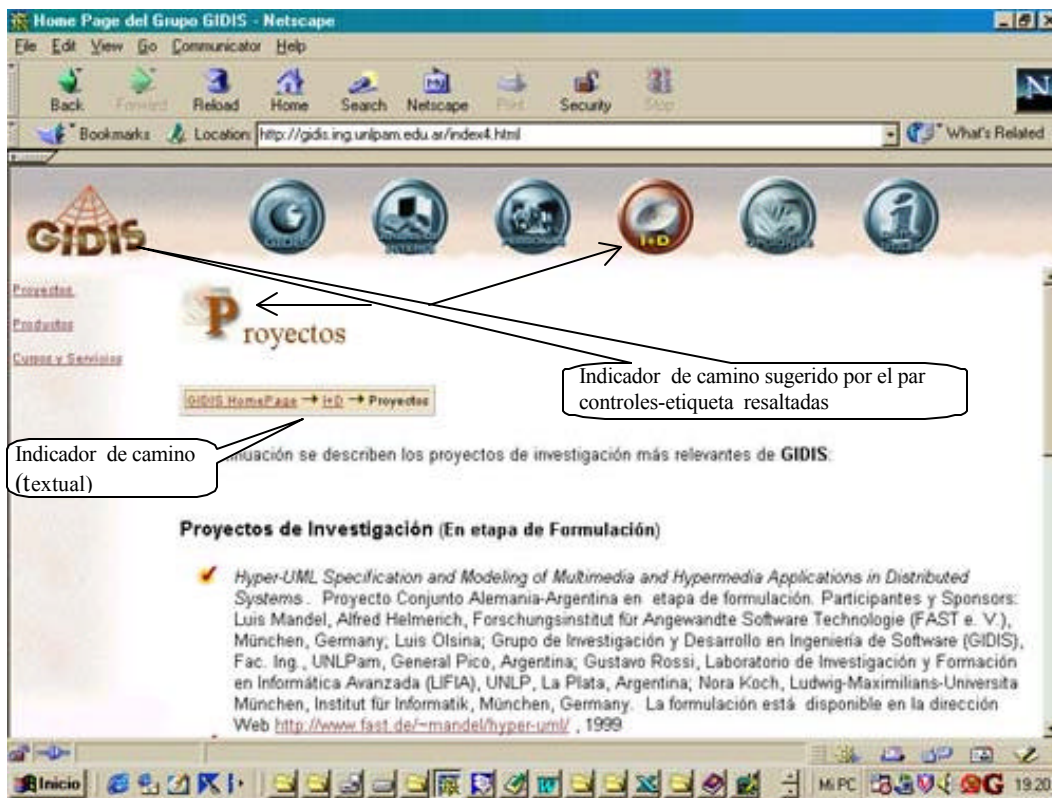 Home Page del Grupo GIDIS - Netscape
File Edit View Go Communicator Help
Back Forward Reload Home Search Netscape Print Security Stop
Bookmarks Location: http://gidis.ing.unlpam.edu.ar/index4.html What's Related
N
GIDIS
GIDIS
I+D
Proyectos
Productos
Cursos y Servicios
Proyectos
Indicador de camino sugerido por el par
controles-etiqueta resaltadas
GIDIS HomePage → I+D → Proyectos
Indicador de camino
(textual)
nuación se describen los proyectos de investigación más relevantes de GIDIS:
Proyectos de Investigación (En etapa de Formulación)
Hyper-UML Specification and Modeling of Multimedia and Hypermedia Applications in Distributed
Systems . Proyecto Conjunto Alemania-Argentina en etapa de formulación. Participantes y Sponsors:
Luis Mandel, Alfred Helmerich, Forschungsinstitut für Angewandte Software Technologie (FAST e. V.),
München, Germany; Luis Olsina; Grupo de Investigación y Desarrollo en Ingeniería de Software (GIDIS),
Fac. Ing., UNLPam, General Pico, Argentina; Gustavo Rossi, Laboratorio de Investigación y Formación
en Informática Avanzada (LIFIA), UNLP, La Plata, Argentina; Nora Koch, Ludwig-Maximilians-Universita
München, Institut für Informatik, München, Germany. La formulación está disponible en la dirección
Web http://www.fast.de/~mandel/hyper-uml/ , 1999
Inicio Mi PC 19:20